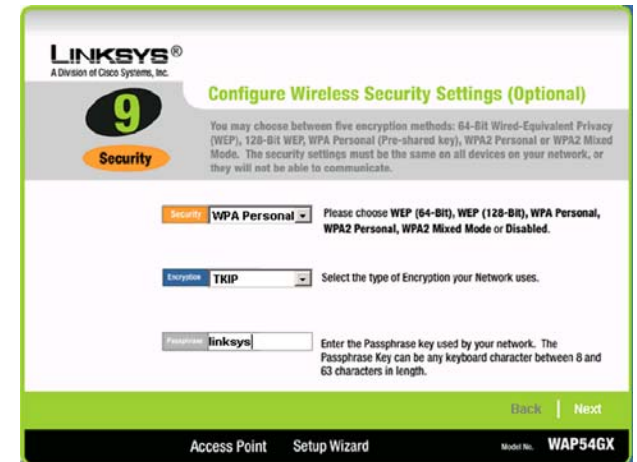 LINKSYS®
A Division of Cisco Systems, Inc.
9
Security
Configure Wireless Security Settings (Optional)
You may choose between five encryption methods: 64-Bit Wired-Equivalent Privacy
(WEP), 128-Bit WEP, WPA Personal (Pre-shared key), WPA2 Personal or WPA2 Mixed
Mode. The security settings must be the same on all devices on your network, or
they will not be able to communicate.
Security WPA Personal Please choose WEP (64-Bit), WEP (128-Bit), WPA Personal,
WPA2 Personal, WPA2 Mixed Mode or Disabled.
Encryption TKIP Select the type of Encryption your Network uses.
Passphrase linksys Enter the Passphrase key used by your network. The
Passphrase Key can be any keyboard character between 8 and
63 characters in length.
Back | Next
Access Point Setup Wizard Model No. WAP54GX